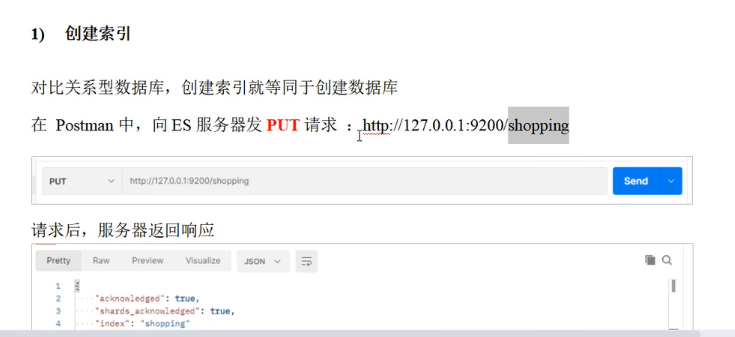 1) 创建索引
对比关系型数据库，创建索引就等同于创建数据库
在 Postman 中，向 ES 服务器发 PUT 请求 ：http://127.0.0.1:9200/shopping
PUT http://127.0.0.1:9200/shopping Send
请求后，服务器返回响应
Pretty Raw Preview Visualize JSON
1 {
2 "acknowledged": true,
3 "shards_acknowledged": true,
4 "index": "shopping"